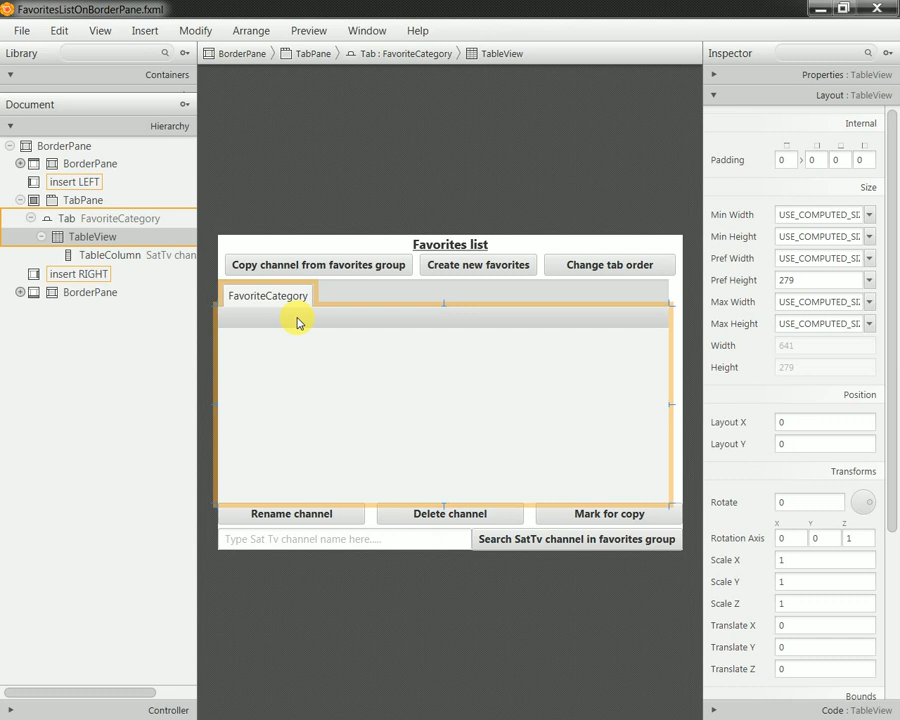 FavoritesListOnBorderPane.fxml
File Edit View Insert Modify Arrange Preview Window Help
Library
Containers
Document
Hierarchy
BorderPane
BorderPane
insert LEFT
TabPane
Tab FavoriteCategory
TableView
TableColumn SatTv chan
insert RIGHT
BorderPane
Controller
BorderPane TabPane Tab : FavoriteCategory TableView
Favorites list
Copy channel from favorites group Create new favorites Change tab order
FavoriteCategory
Rename channel Delete channel Mark for copy
Type Sat Tv channel name here..... Search SatTv channel in favorites group
Inspector
Properties : TableView
Layout : TableView
Internal
Padding 0 0 0 0
Size
Min Width USE_COMPUTED_SI
Min Height USE_COMPUTED_SI
Pref Width USE_COMPUTED_SI
Pref Height 279
Max Width USE_COMPUTED_SI
Max Height USE_COMPUTED_SI
Width 641
Height 279
Position
Layout X 0
Layout Y 0
Transforms
Rotate 0
X Y Z
Rotation Axis 0 0 1
Scale X 1
Scale Y 1
Scale Z 1
Translate X 0
Translate Y 0
Translate Z 0
Bounds
Code : TableView